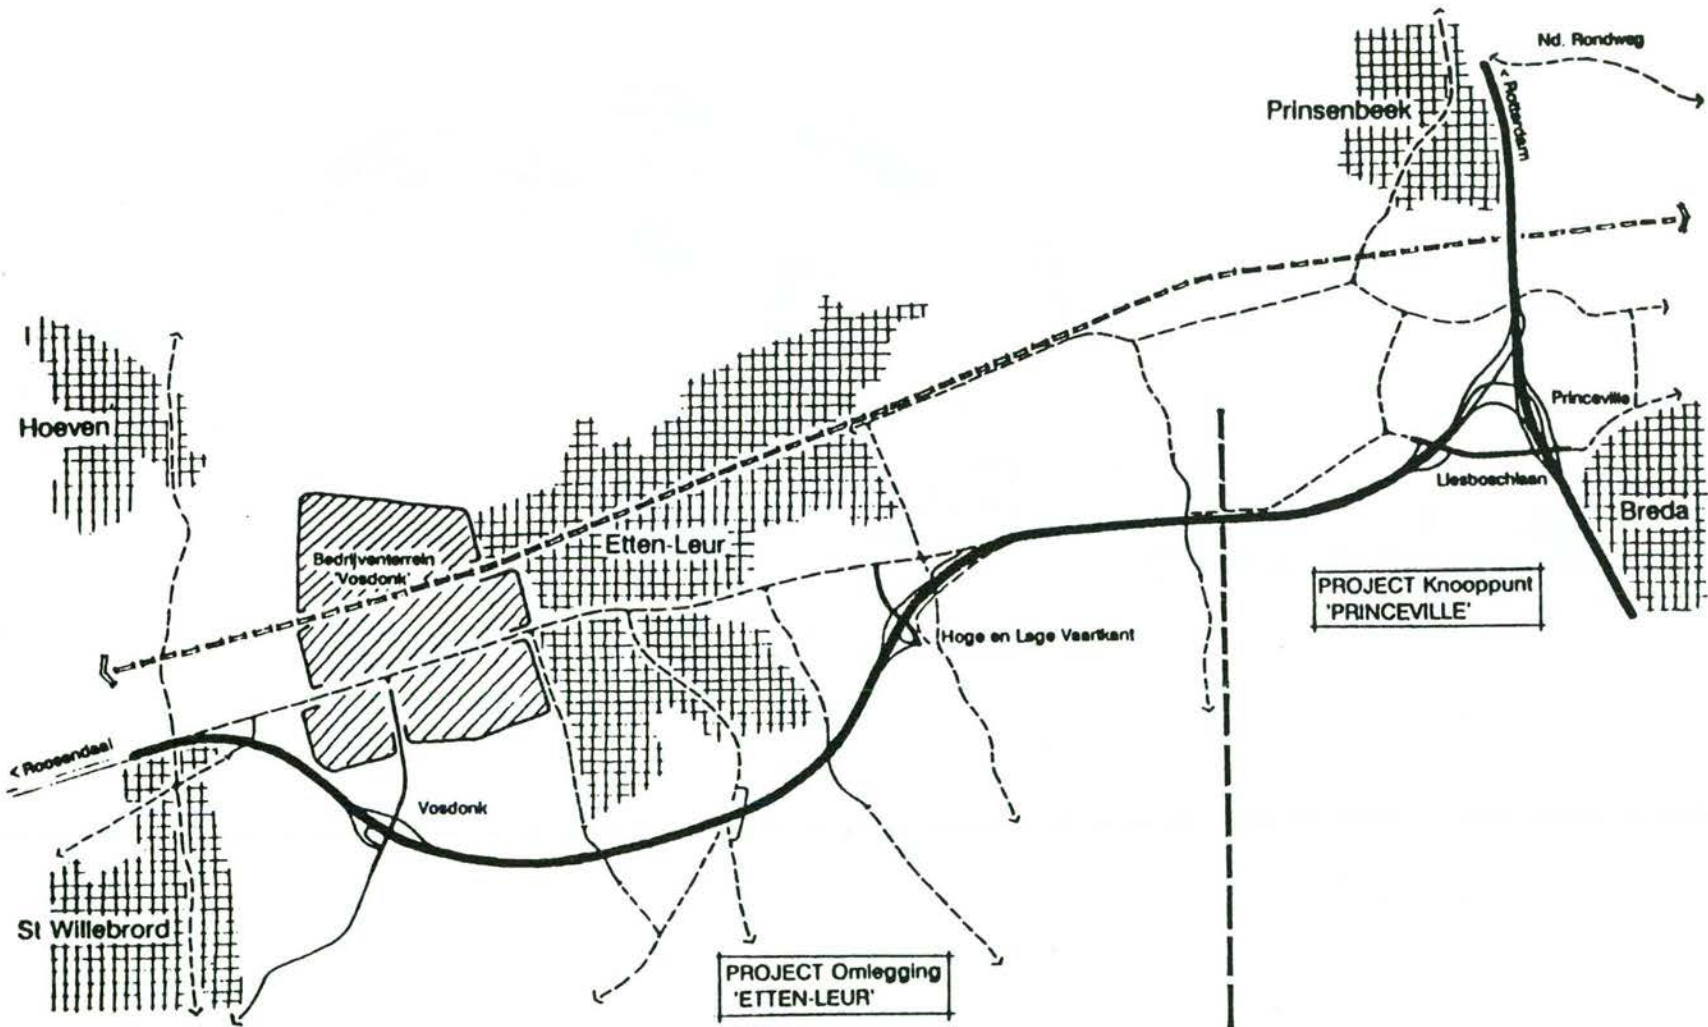 Nd. Rondweg
Prinsenbeek
< Rotterdam
Hoeven
Princeville
Liesboschlaan
Breda
Etten-Leur
Bedrijventerrein
'Vosdonk'
PROJECT Knooppunt
'PRINCEVILLE'
Hoge en Lage Vaartkant
< Roosendaal
Vosdonk
St Willebrord
PROJECT Omlegging
'ETTEN-LEUR'